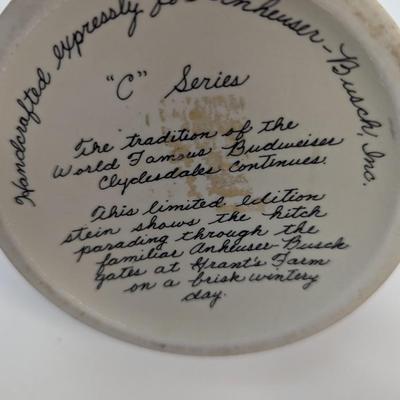 Handcrafted expressly for Anheuser-Busch, Inc.
"C" Series
The tradition of the
World Famous Budweiser
Clydesdales continues.
This limited edition
stein shows the hitch
parading through the
familiar Anheuser-Busch
gates at Grant's Farm
on a brisk wintery
day.